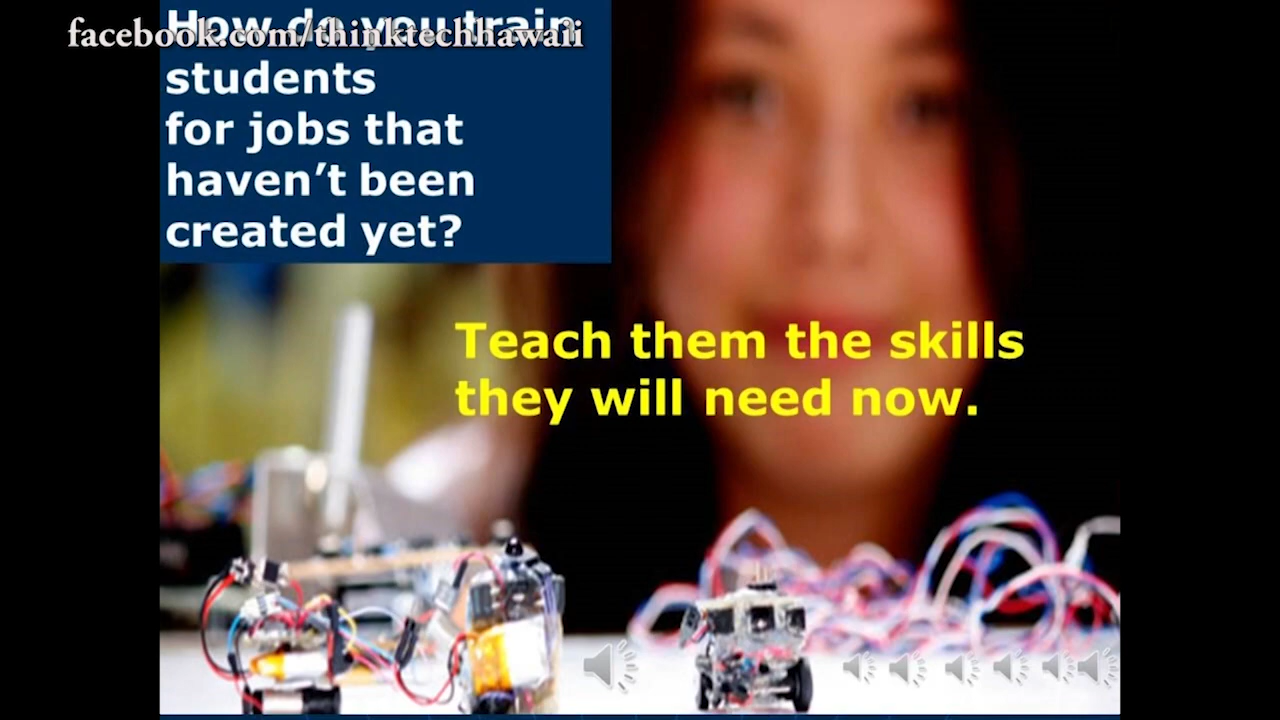 facebook.com/thinktechhawaii
How do you train
students
for jobs that
haven't been
created yet?
Teach them the skills
they will need now.